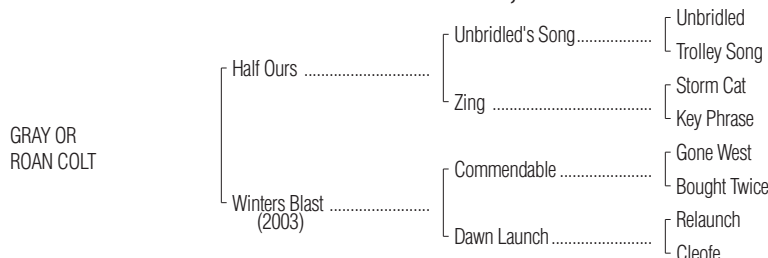 Unbridled
Unbridled's Song
Trolley Song
Half Ours
Storm Cat
Zing
Key Phrase
GRAY OR
ROAN COLT
Gone West
Commendable
Bought Twice
Winters Blast
(2003)
Relaunch
Dawn Launch
Cleofe